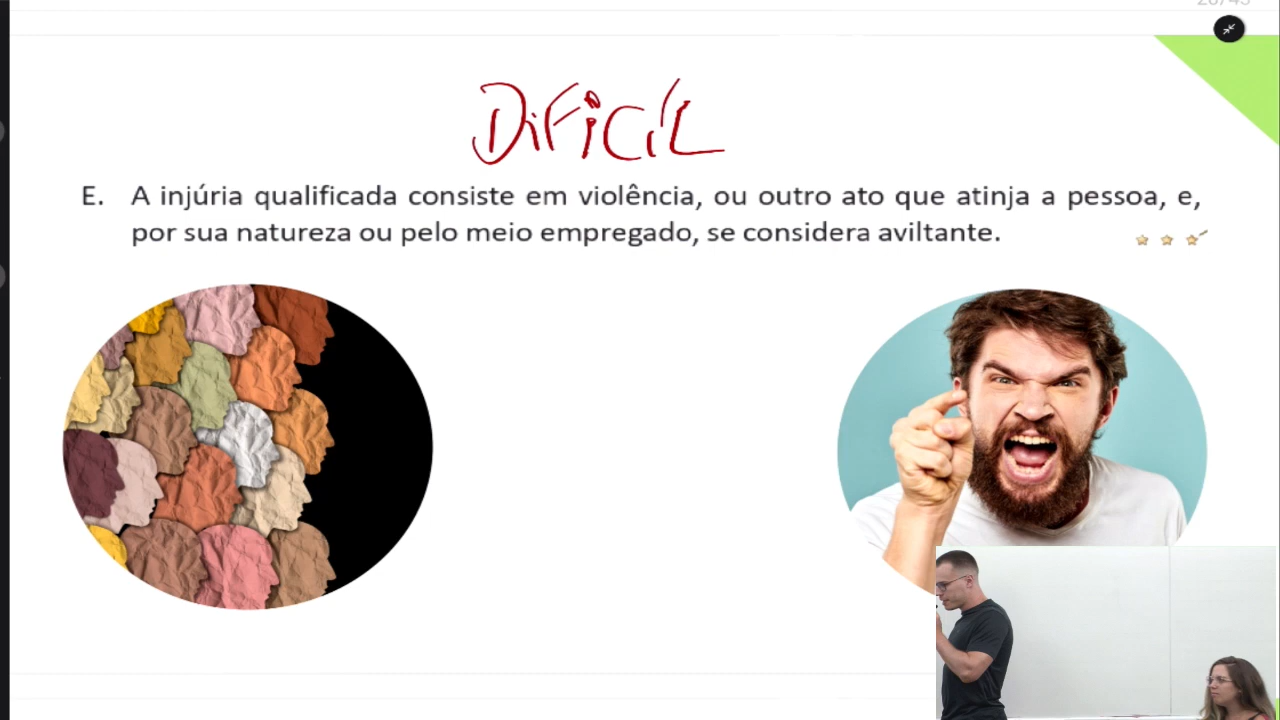 DiFiCíL
E. A injúria qualificada consiste em violência, ou outro ato que atinja a pessoa, e,
por sua natureza ou pelo meio empregado, se considera aviltante.